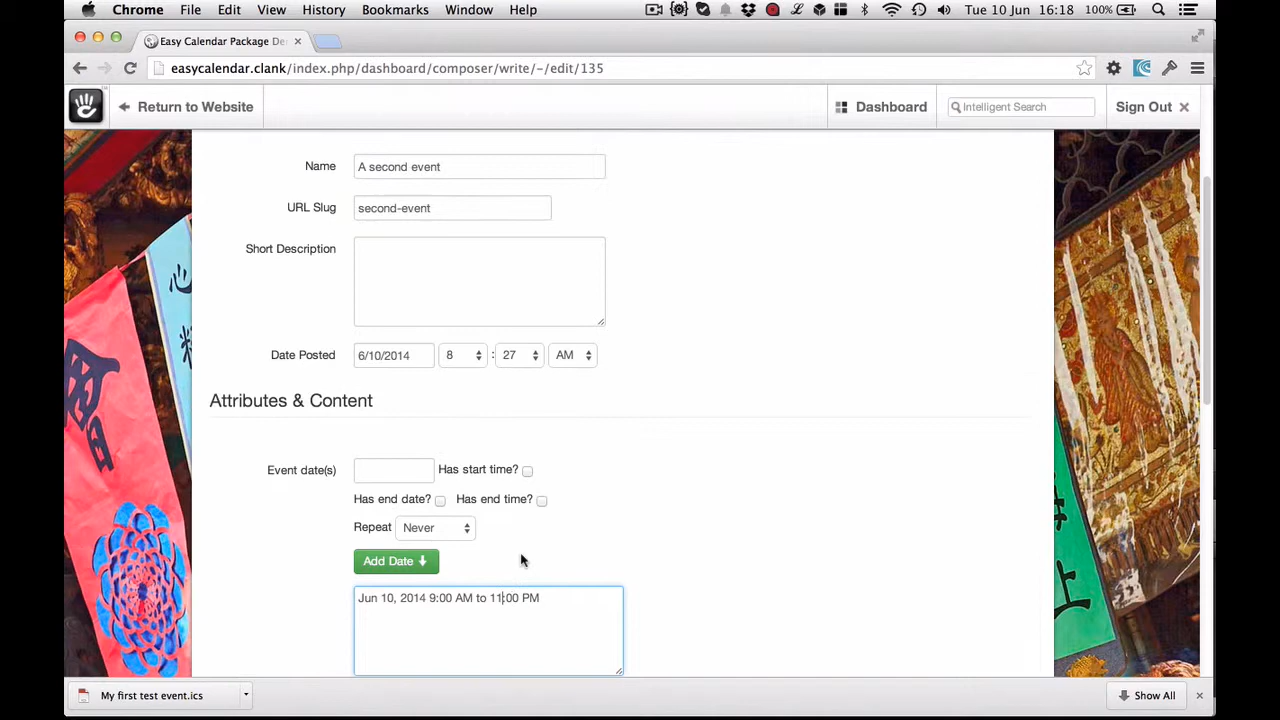 Chrome File Edit View History Bookmarks Window Help Tue 10 Jun 16:18 100%
Easy Calendar Package De
easycalendar.clank/index.php/dashboard/composer/write/-/edit/135
Return to Website Dashboard Intelligent Search Sign Out
Name A second event
URL Slug second-event
Short Description
Date Posted 6/10/2014 8 : 27 AM
Attributes & Content
Event date(s) Has start time?
Has end date? Has end time?
Repeat Never
Add Date
Jun 10, 2014 9:00 AM to 11:00 PM
My first test event.ics Show All